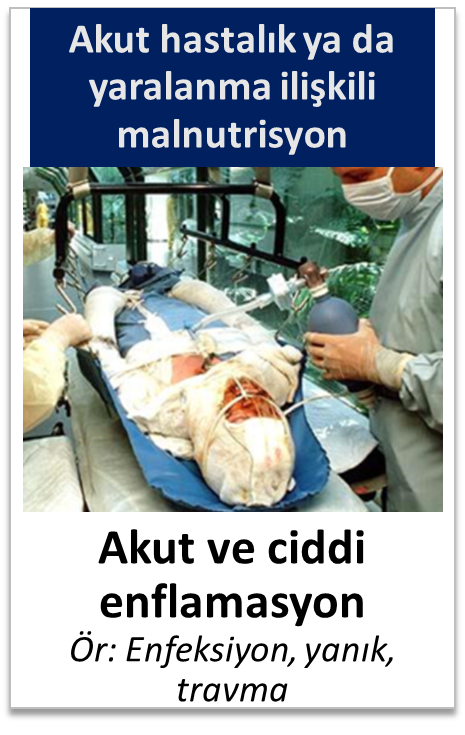 Akut hastalık ya da
yaralanma ilişkili
malnutrisyon
Akut ve ciddi
enflamasyon
Ör: Enfeksiyon, yanık,
travma